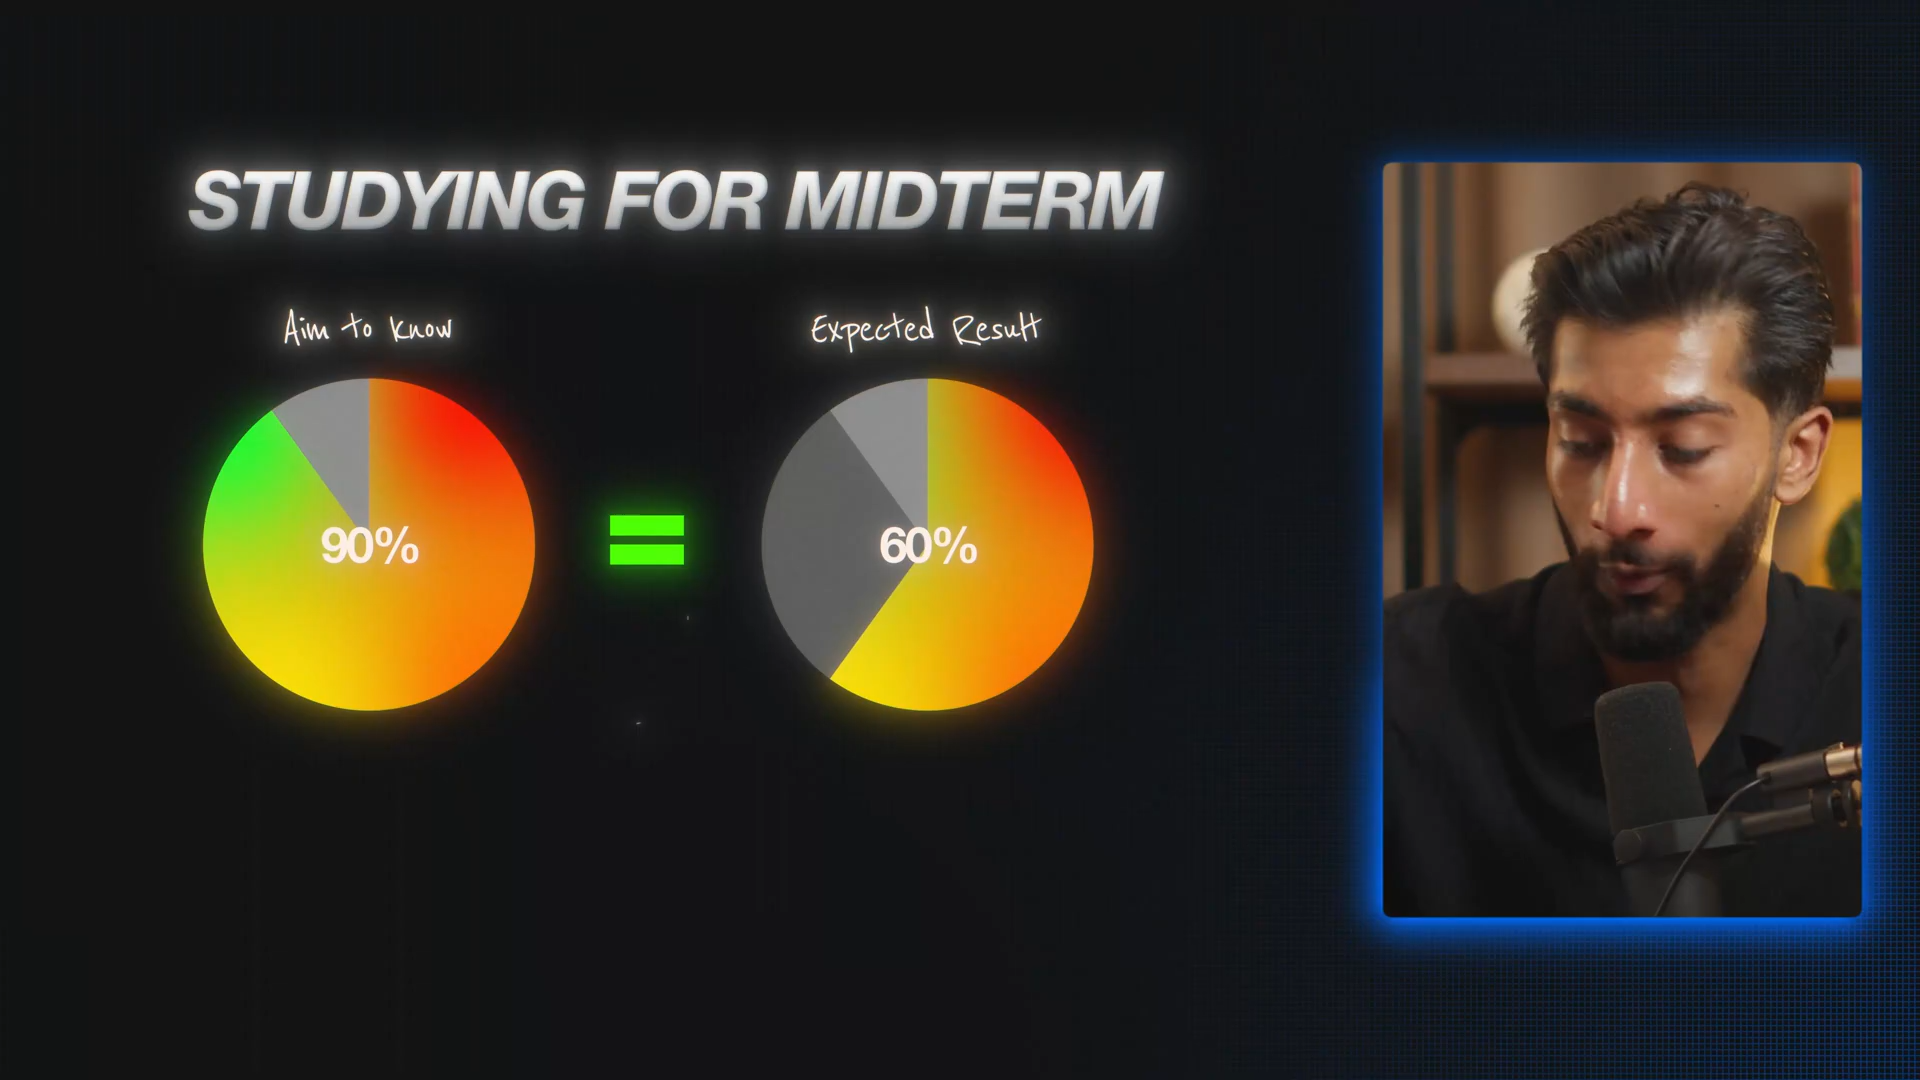 STUDYING FOR MIDTERM
Aim to Know
Expected Result
90%
=
60%